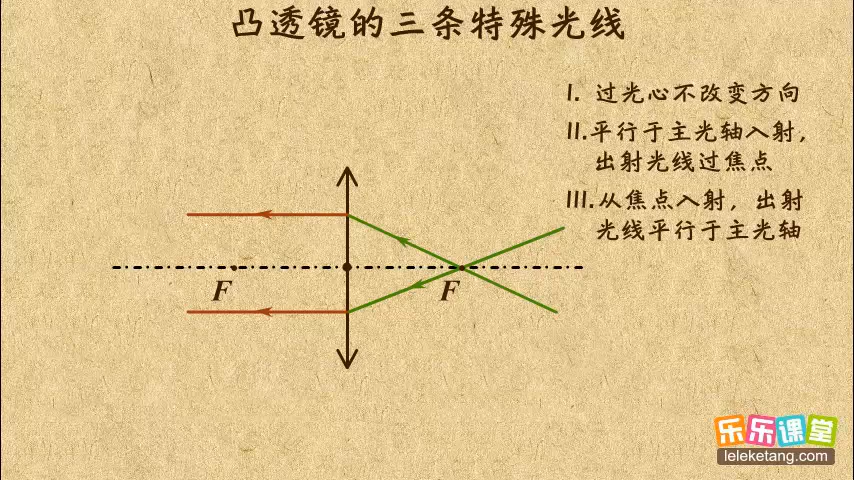 凸透镜的三条特殊光线
I. 过光心不改变方向
II.平行于主光轴入射，
出射光线过焦点
III.从焦点入射，出射
光线平行于主光轴
F
F
乐乐课堂
leleketang.com